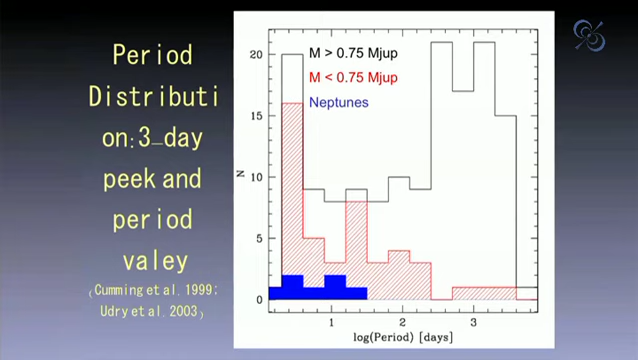 Period
Distributi
on:3-day
peek and
period
valey
(Cumming et al. 1999;
Udry et al. 2003)
M > 0.75 Mjup
M < 0.75 Mjup
Neptunes
20
15
10
5
0
N
1
2
3
log(Period) [days]